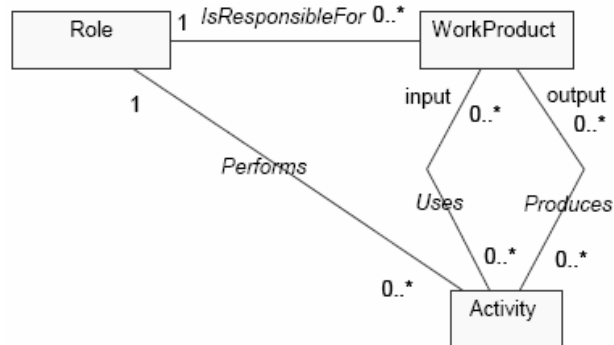 IsResponsibleFor
1 0..*
Role
WorkProduct
input
output
1
0..*
0..*
Performs
Uses
Produces
0..*
0..*
0..*
Activity